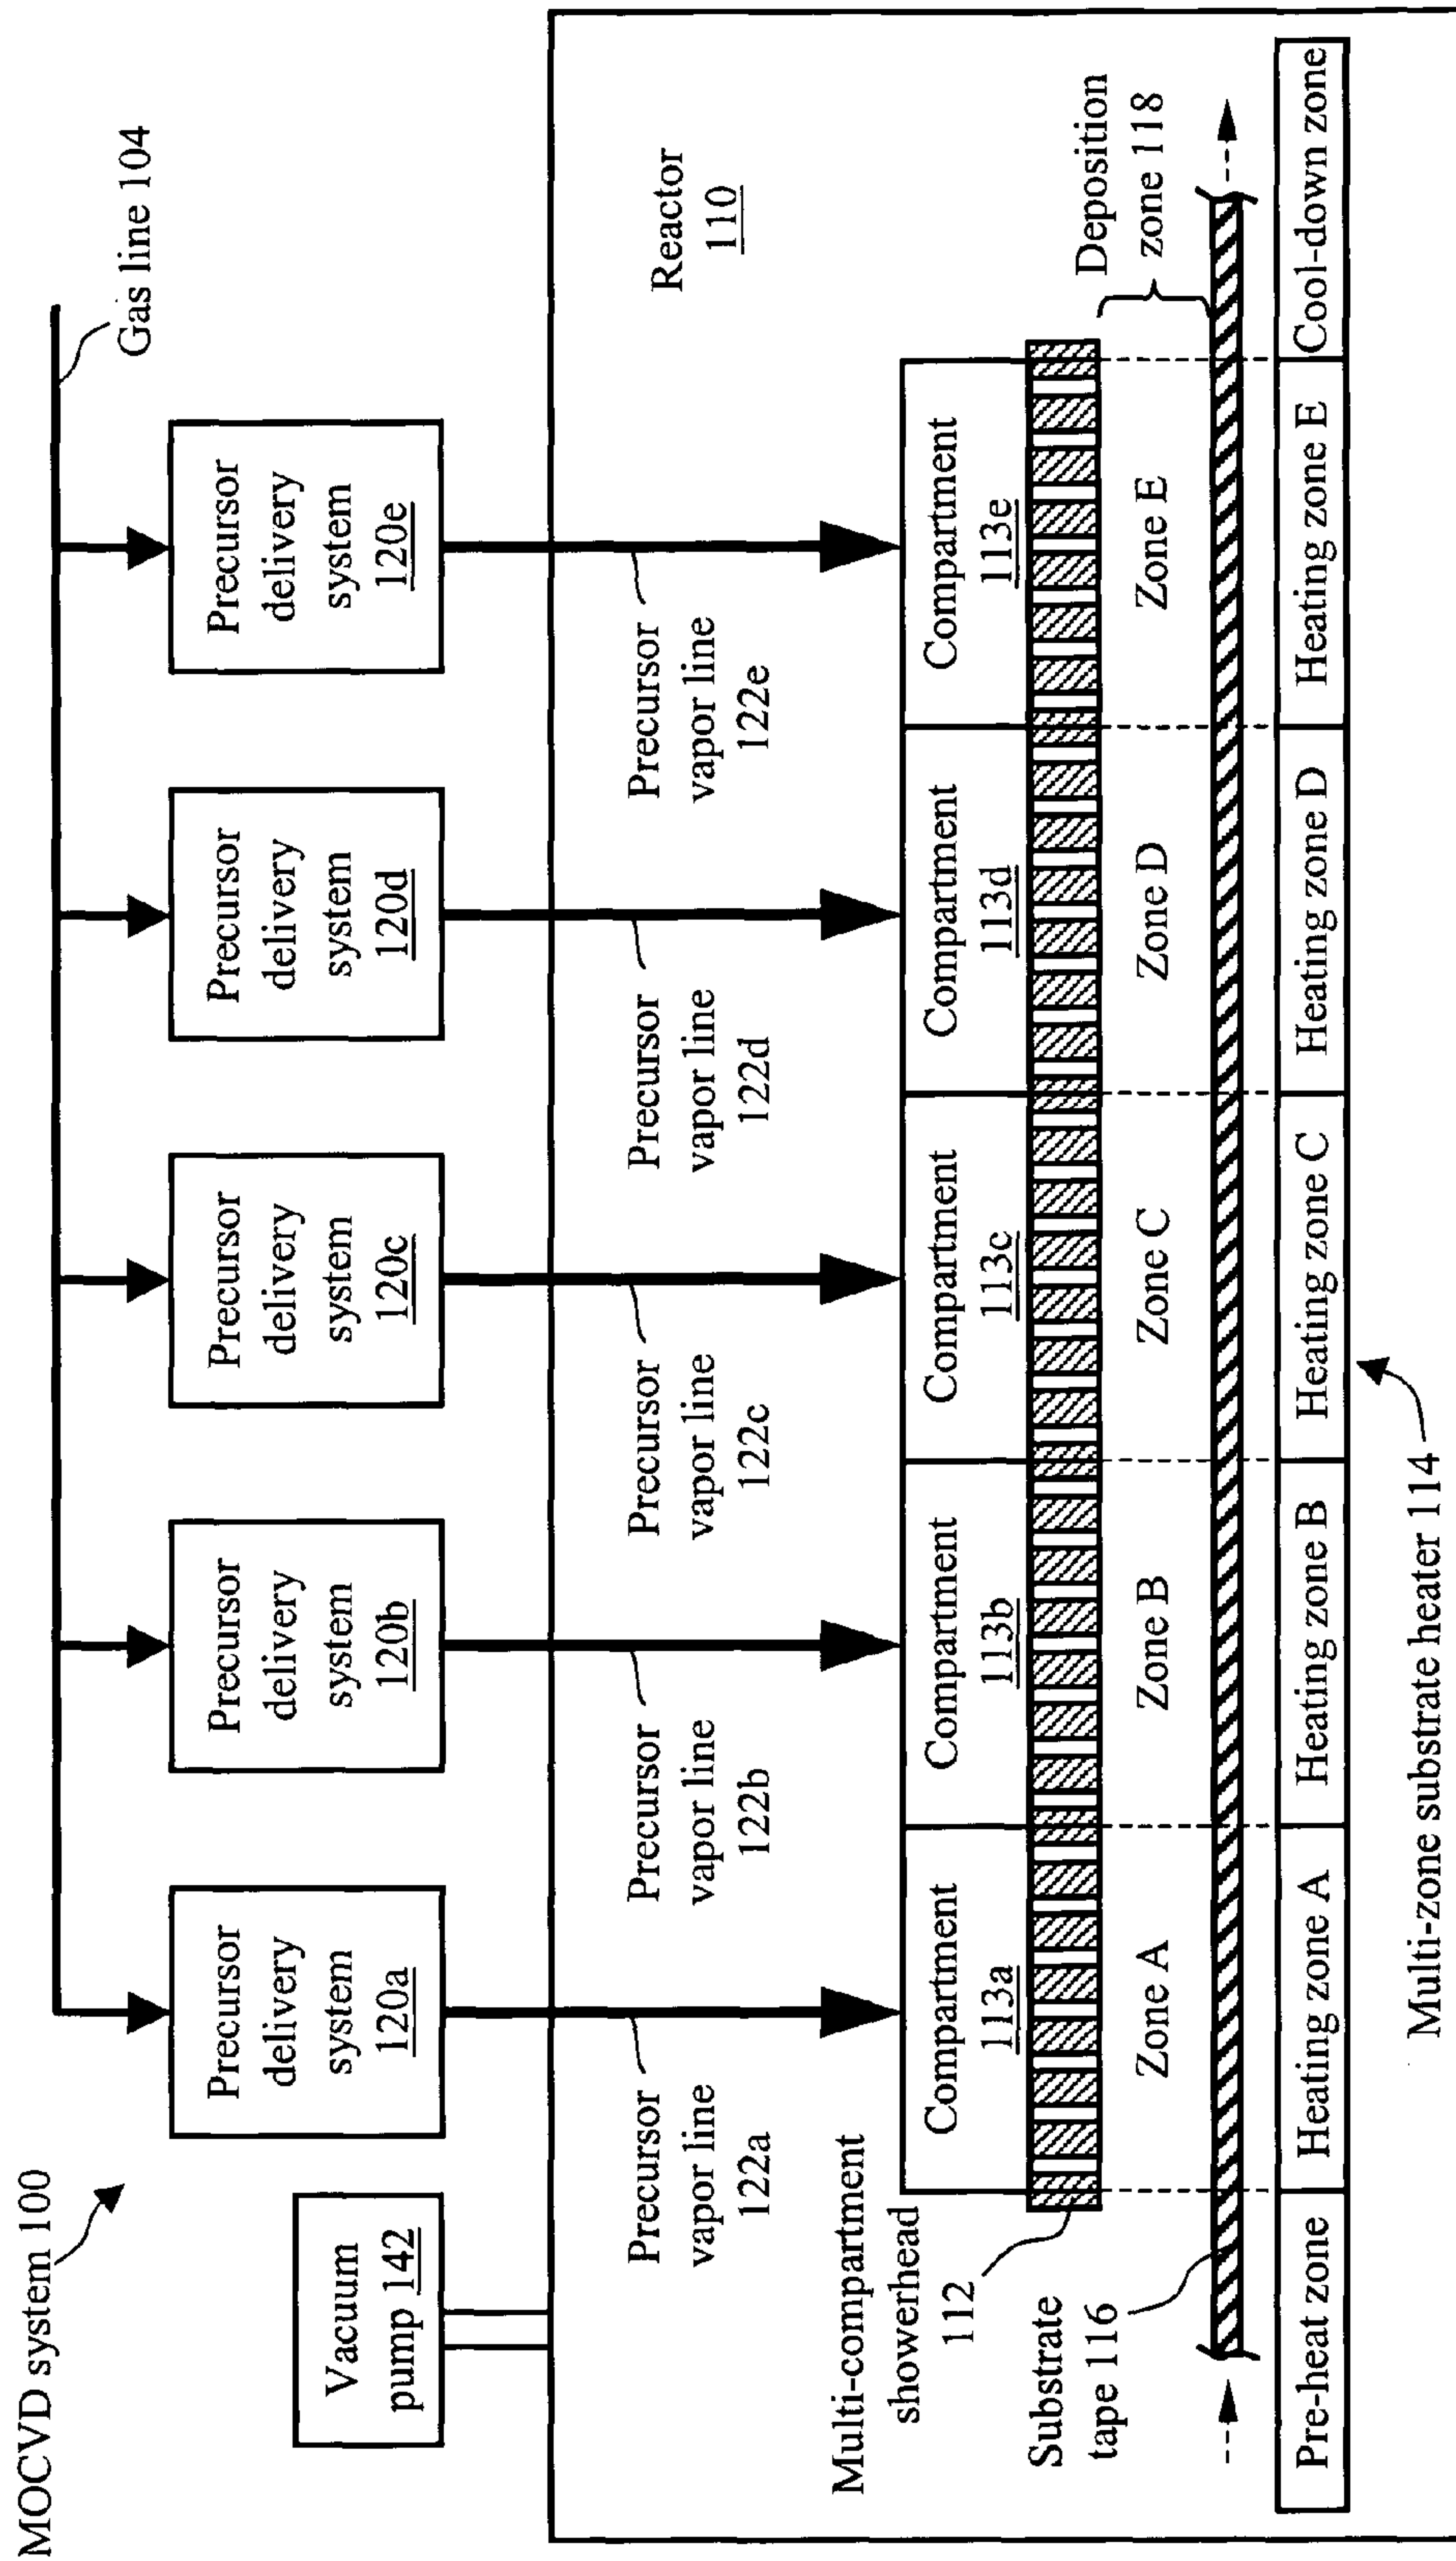 MOCVD system 100
Gas line 104
Vacuum
pump 142
Precursor
delivery
system
120a
Precursor
delivery
system
120b
Precursor
delivery
system
120c
Precursor
delivery
system
120d
Precursor
delivery
system
120e
Reactor
110
Precursor
vapor line
122a
Precursor
vapor line
122b
Precursor
vapor line
122c
Precursor
vapor line
122d
Precursor
vapor line
122e
Multi-compartment
showerhead
112
Compartment
113a
Compartment
113b
Compartment
113c
Compartment
113d
Compartment
113e
Deposition
zone 118
Substrate
tape 116
Zone A
Zone B
Zone C
Zone D
Zone E
Pre-heat zone
Heating zone A
Heating zone B
Heating zone C
Heating zone D
Heating zone E
Cool-down zone
Multi-zone substrate heater 114